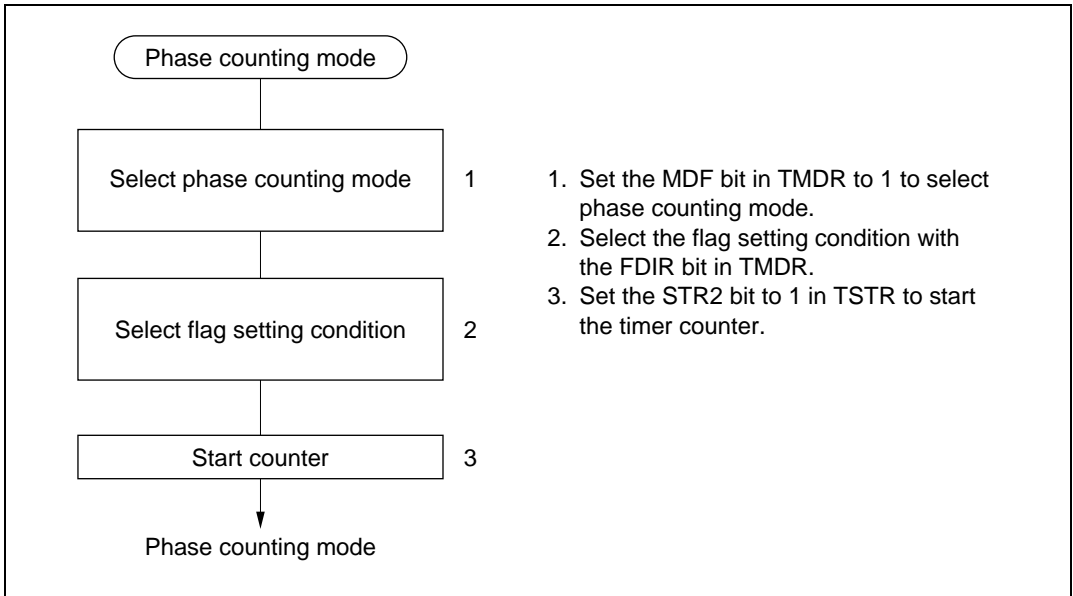 Phase counting mode
Select phase counting mode 1
Select flag setting condition 2
Start counter 3
Phase counting mode
1. Set the MDF bit in TMDR to 1 to select
phase counting mode.
2. Select the flag setting condition with
the FDIR bit in TMDR.
3. Set the STR2 bit to 1 in TSTR to start
the timer counter.